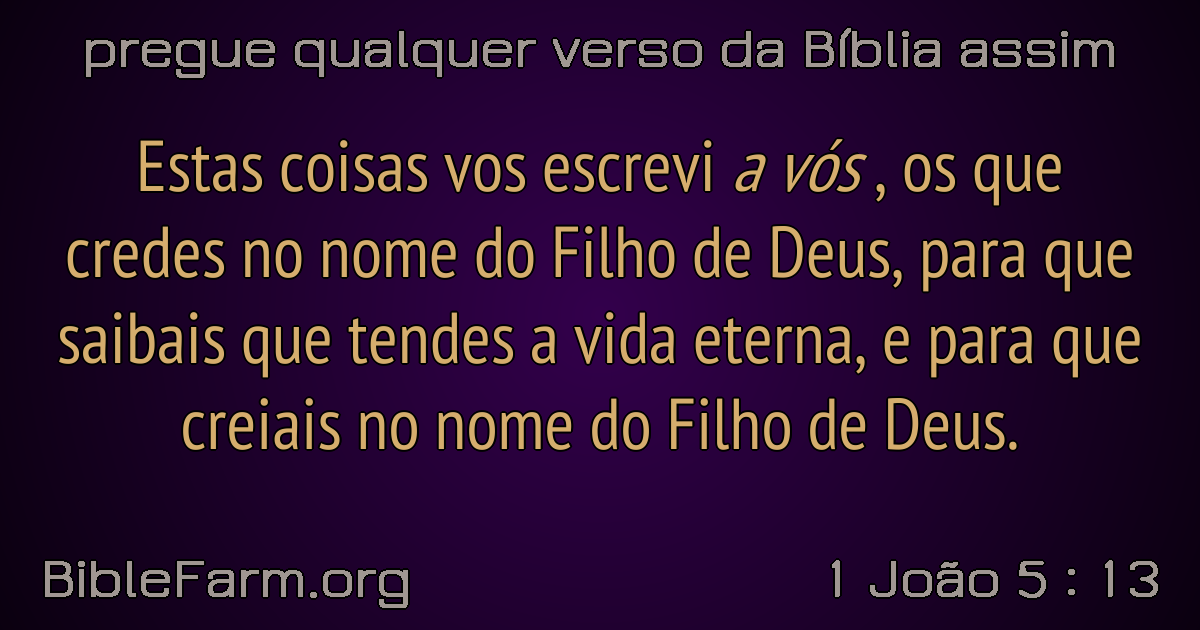 pregue qualquer verso da Bíblia assim
Estas coisas vos escrevi a vós , os que
credes no nome do Filho de Deus, para que
saibais que tendes a vida eterna, e para que
creiais no nome do Filho de Deus.
BibleFarm.org
1 João 5 : 13